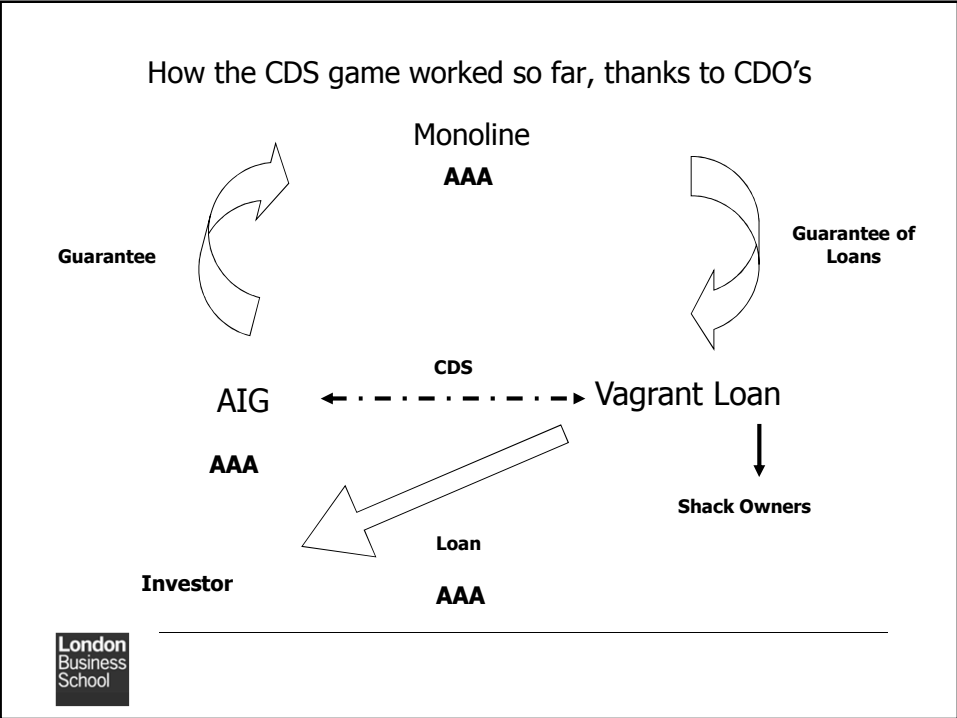 How the CDS game worked so far, thanks to CDO's
Monoline
AAA
Guarantee
Guarantee of
Loans
CDS
AIG
Vagrant Loan
AAA
Shack Owners
Loan
Investor
AAA
London
Business
School